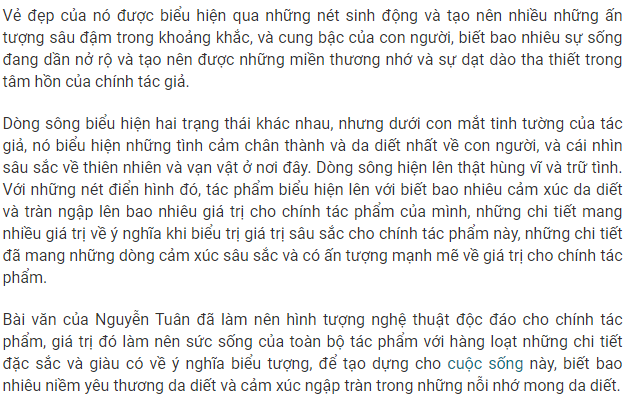 Vẻ đẹp của nó được biểu hiện qua những nét sinh động và tạo nên nhiều những ấn
tượng sâu đậm trong khoảng khắc, và cung bậc của con người, biết bao nhiêu sự sống
đang dần nở rộ và tạo nên được những miền thương nhớ và sự dạt dào tha thiết trong
tâm hồn của chính tác giả.
Dòng sông biểu hiện hai trạng thái khác nhau, nhưng dưới con mắt tinh tường của tác
giả, nó biểu hiện những tình cảm chân thành và da diết nhất về con người, và cái nhìn
sâu sắc về thiên nhiên và vạn vật ở nơi đây. Dòng sông hiện lên thật hùng vĩ và trữ tình.
Với những nét điển hình đó, tác phẩm biểu hiện lên với biết bao nhiêu cảm xúc da diết
và tràn ngập lên bao nhiêu giá trị cho chính tác phẩm của mình, những chi tiết mang
nhiều giá trị về ý nghĩa khi biểu trị giá trị sâu sắc cho chính tác phẩm này, những chi tiết
đã mang những dòng cảm xúc sâu sắc và có ấn tượng mạnh mẽ về giá trị cho chính tác
phẩm.
Bài văn của Nguyễn Tuân đã làm nên hình tượng nghệ thuật độc đáo cho chính tác
phẩm, giá trị đó làm nên sức sống của toàn bộ tác phẩm với hàng loạt những chi tiết
đặc sắc và giàu có về ý nghĩa biểu tượng, để tạo dựng cho cuộc sống này, biết bao
nhiêu niềm yêu thương da diết và cảm xúc ngập tràn trong những nỗi nhớ mong da diết.